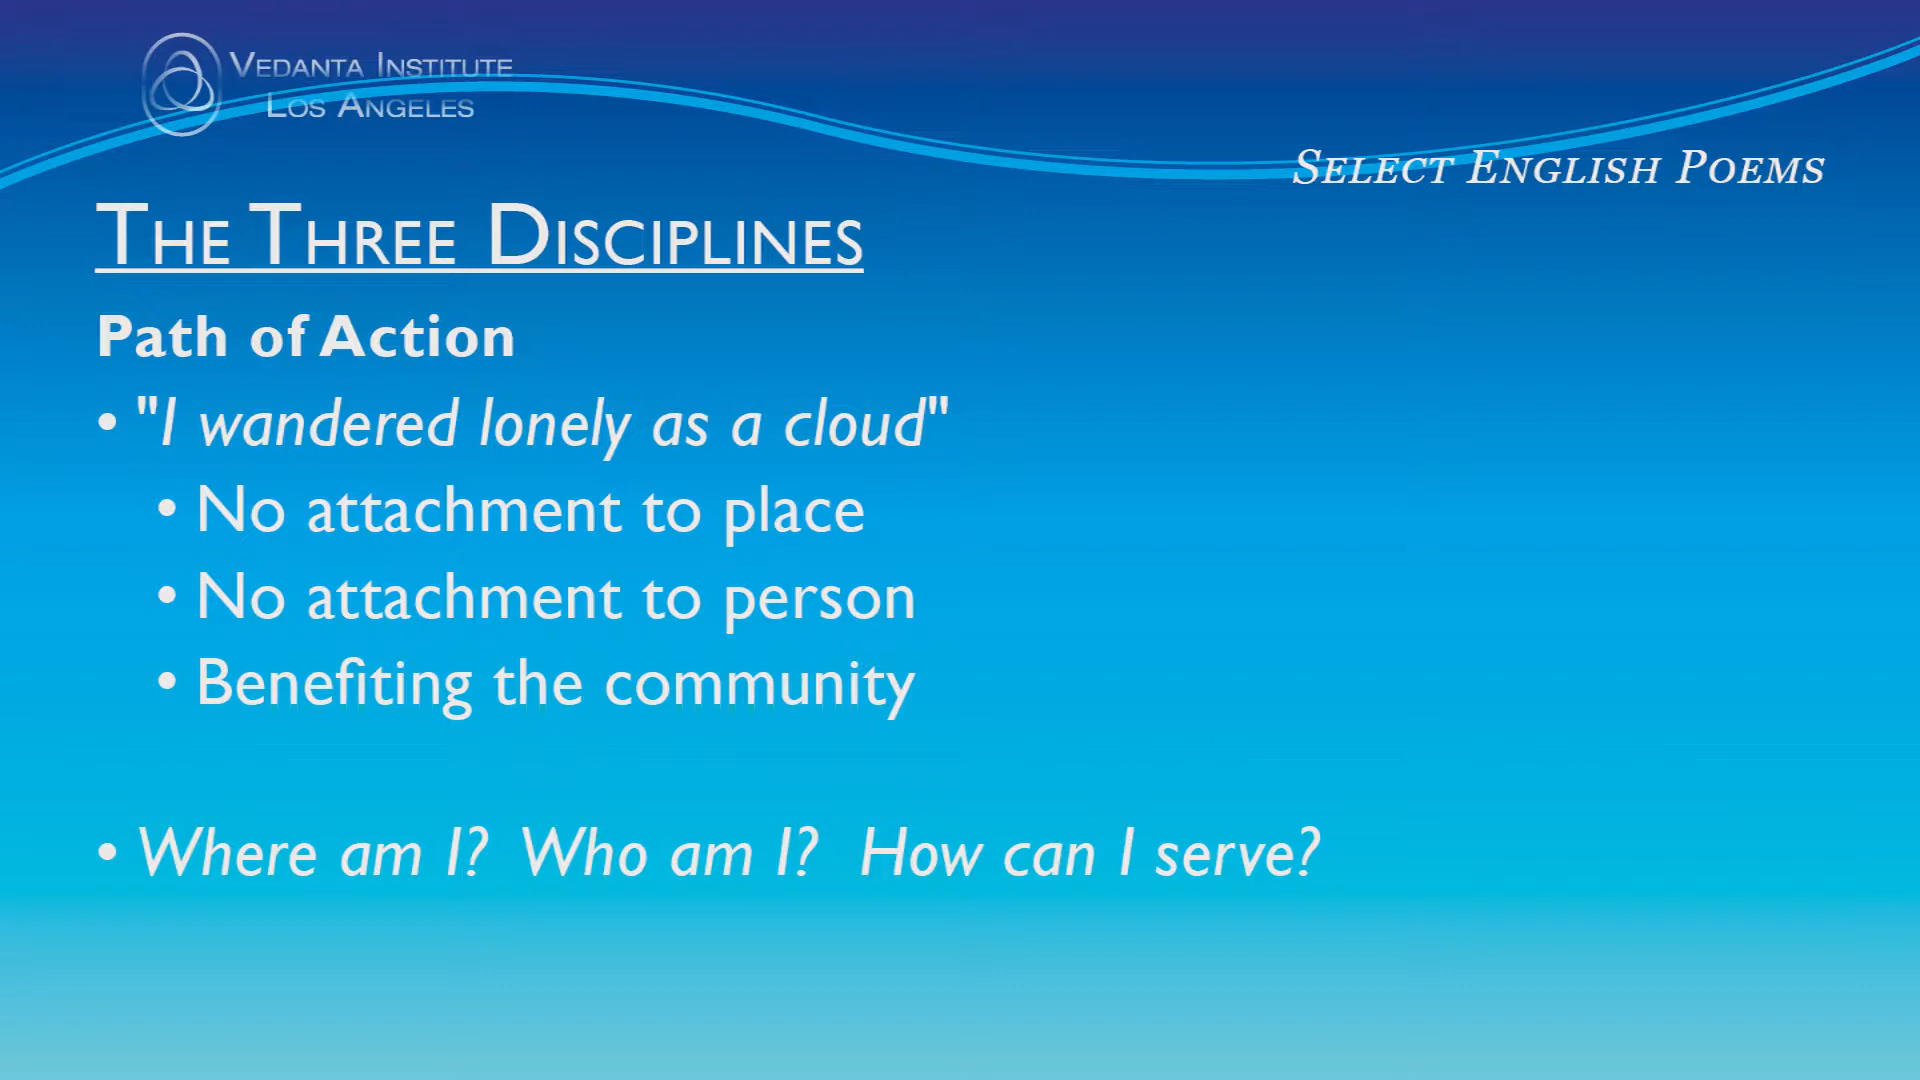 VEDANTA INSTITUTE
LOS ANGELES
SELECT ENGLISH POEMS
THE THREE DISCIPLINES
Path of Action
• "I wandered lonely as a cloud"
• No attachment to place
• No attachment to person
• Benefiting the community
• Where am I? Who am I? How can I serve?